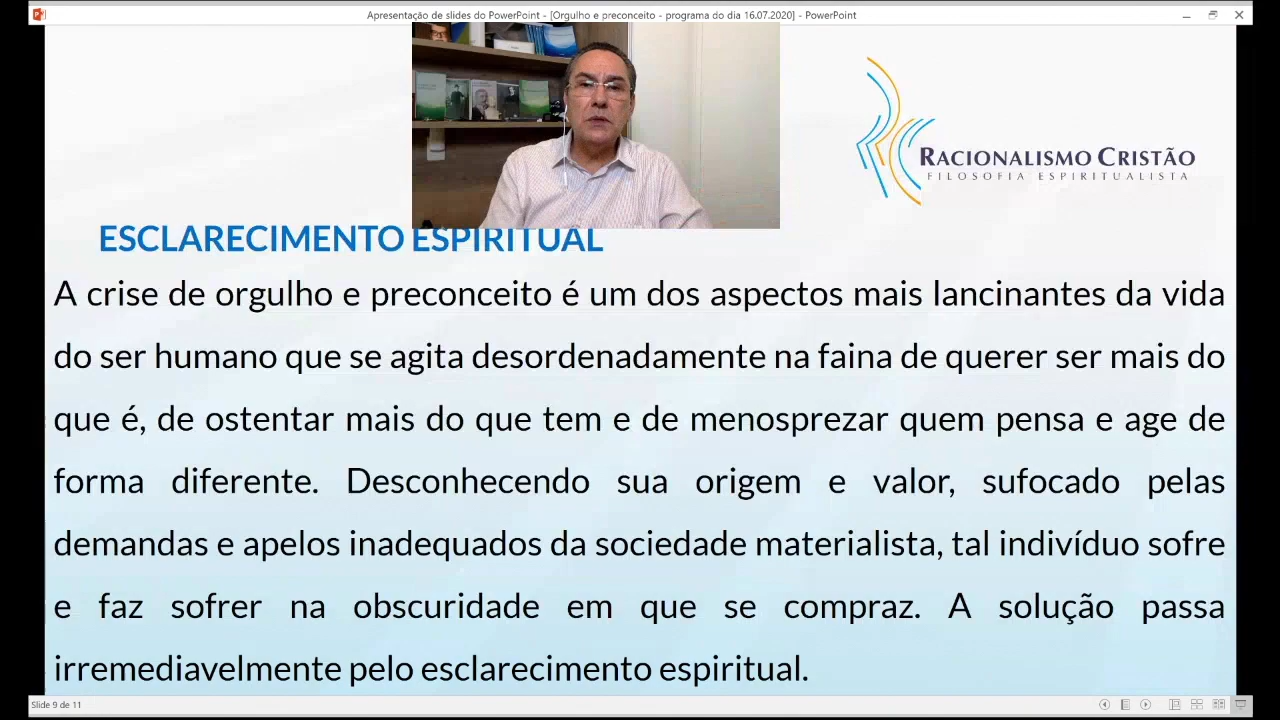 Apresentação de slides do PowerPoint - [Orgulho e preconceito - programa do dia 16.07.2020] - PowerPoint
RACIONALISMO CRISTÃO
FILOSOFIA ESPIRITUALISTA
ESCLARECIMENTO ESPIRITUAL
A crise de orgulho e preconceito é um dos aspectos mais lancinantes da vida
do ser humano que se agita desordenadamente na faina de querer ser mais do
que é, de ostentar mais do que tem e de menosprezar quem pensa e age de
forma diferente. Desconhecendo sua origem e valor, sufocado pelas
demandas e apelos inadequados da sociedade materialista, tal indivíduo sofre
e faz sofrer na obscuridade em que se compraz. A solução passa
irremediavelmente pelo esclarecimento espiritual.
Slide 9 de 11